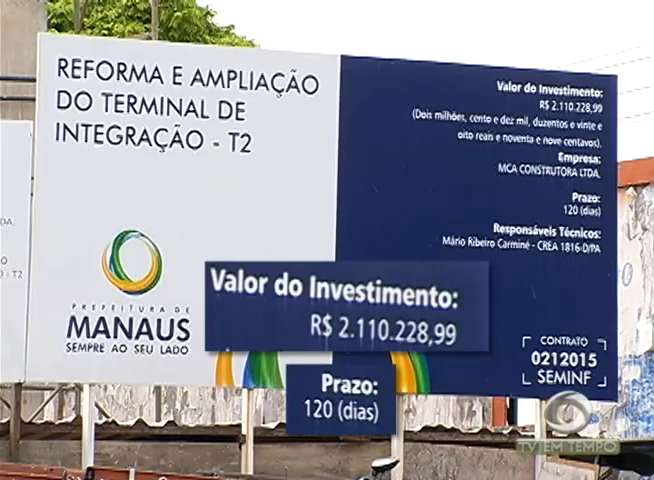 REFORMA E AMPLIAÇÃO
DO TERMINAL DE
INTEGRAÇÃO - T2
PREFEITURA DE
MANAUS
SEMPRE AO SEU LADO
Valor do Investimento:
R$ 2.110.228,99
(Dois milhões, cento e dez mil, duzentos e vinte e
oito reais e noventa e nove centavos).
Empresa:
MCA CONSTRUTORA LTDA.
Prazo:
120 (dias)
Responsáveis Técnicos:
Mário Ribeiro Carminé - CREA 1816-D/PA
Valor do Investimento:
R$ 2.110.228,99
Prazo:
120 (dias)
CONTRATO
0212015
SEMINF
TV EM TEMPO
DA.
O
O - T2